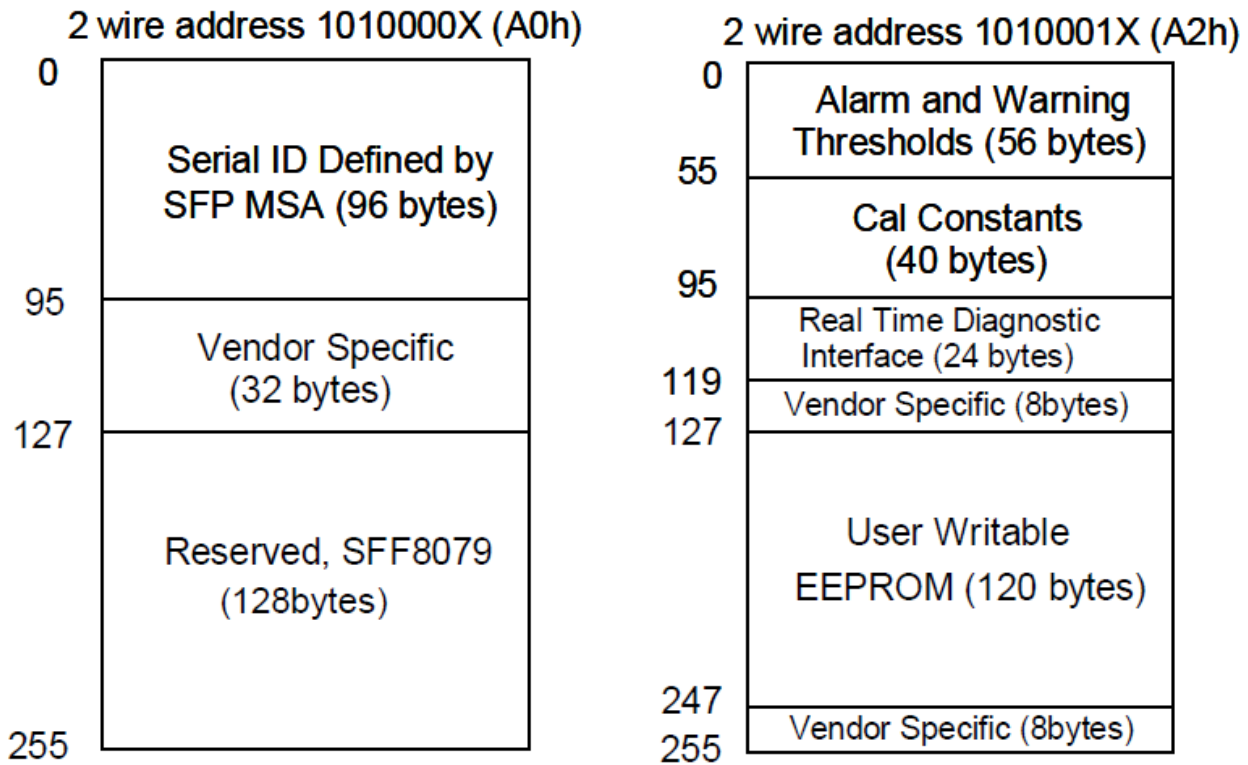 2 wire address 1010000X (A0h)
0
Serial ID Defined by
SFP MSA (96 bytes)
95
Vendor Specific
(32 bytes)
127
Reserved, SFF8079
(128bytes)
255
2 wire address 1010001X (A2h)
0
Alarm and Warning
Thresholds (56 bytes)
55
Cal Constants
(40 bytes)
95
Real Time Diagnostic
Interface (24 bytes)
119
Vendor Specific (8bytes)
127
User Writable
EEPROM (120 bytes)
247
Vendor Specific (8bytes)
255